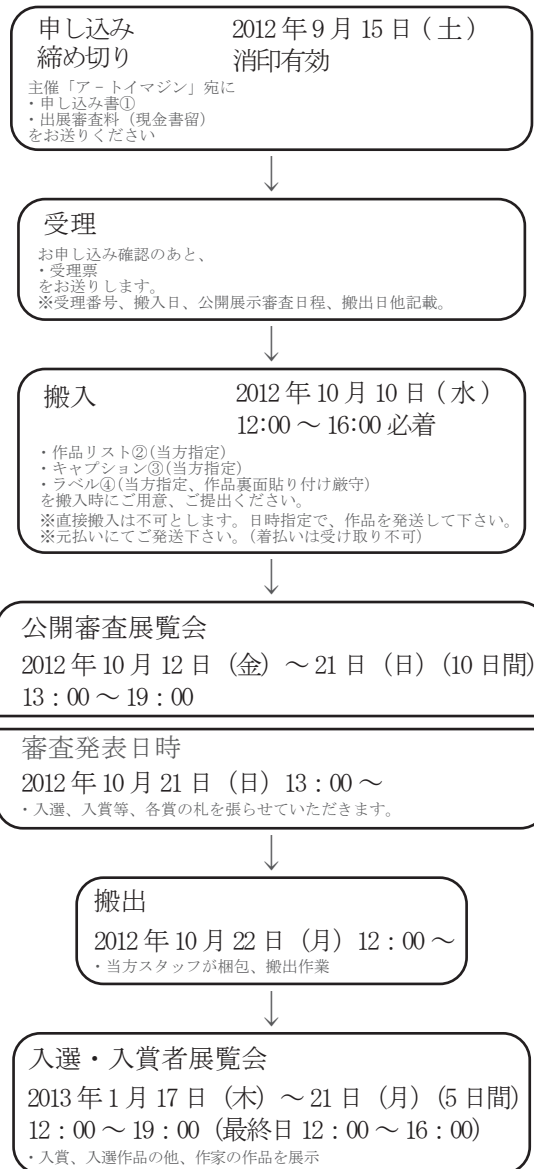 申し込み 2012年9月15日(土)
締め切り 消印有効
主催「ア－トイマジン」宛に
・申し込み書①
・出展審査料（現金書留）
をお送りください
↓
受理
お申し込み確認のあと、
・受理票
をお送りします。
※受理番号、搬入日、公開展示審査日程、搬出日他記載。
↓
搬入 2012年10月10日(水)
12:00～16:00必着
・作品リスト②(当方指定)
・キャプション③(当方指定)
・ラベル④(当方指定、作品裏面貼り付け厳守)
を搬入時にご用意、ご提出ください。
※直接搬入は不可とします。日時指定で、作品を発送して下さい。
※元払いにてご発送下さい。(着払いは受け取り不可)
↓
公開審査展覧会
2012年10月12日（金）～21日（日）(10日間)
13：00～19：00
審査発表日時
2012年10月21日（日）13：00～
・入選、入賞等、各賞の札を張らせていただきます。
↓
搬出
2012年10月22日（月）12：00～
・当方スタッフが梱包、搬出作業
↓
入選・入賞者展覧会
2013年1月17日（木）～21日（月）(5日間)
12：00～19：00（最終日12：00～16：00）
・入賞、入選作品の他、作家の作品を展示